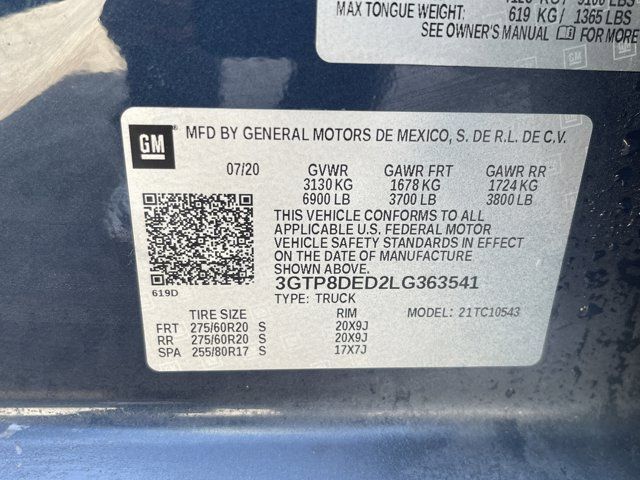 MAX TONGUE WEIGHT: 619 KG / 1365 LBS
SEE OWNER'S MANUAL FOR MORE
GM
MFD BY GENERAL MOTORS DE MEXICO, S. DE R.L. DE C.V.
07/20 GVWR GAWR FRT GAWR RR
3130 KG 1678 KG 1724 KG
6900 LB 3700 LB 3800 LB
THIS VEHICLE CONFORMS TO ALL
APPLICABLE U.S. FEDERAL MOTOR
VEHICLE SAFETY STANDARDS IN EFFECT
ON THE DATE OF MANUFACTURE
SHOWN ABOVE.
619D
3GTP8DED2LG363541
TYPE: TRUCK MODEL: 21TC10543
TIRE SIZE RIM
FRT 275/60R20 S 20X9J
RR 275/60R20 S 20X9J
SPA 255/80R17 S 17X7J